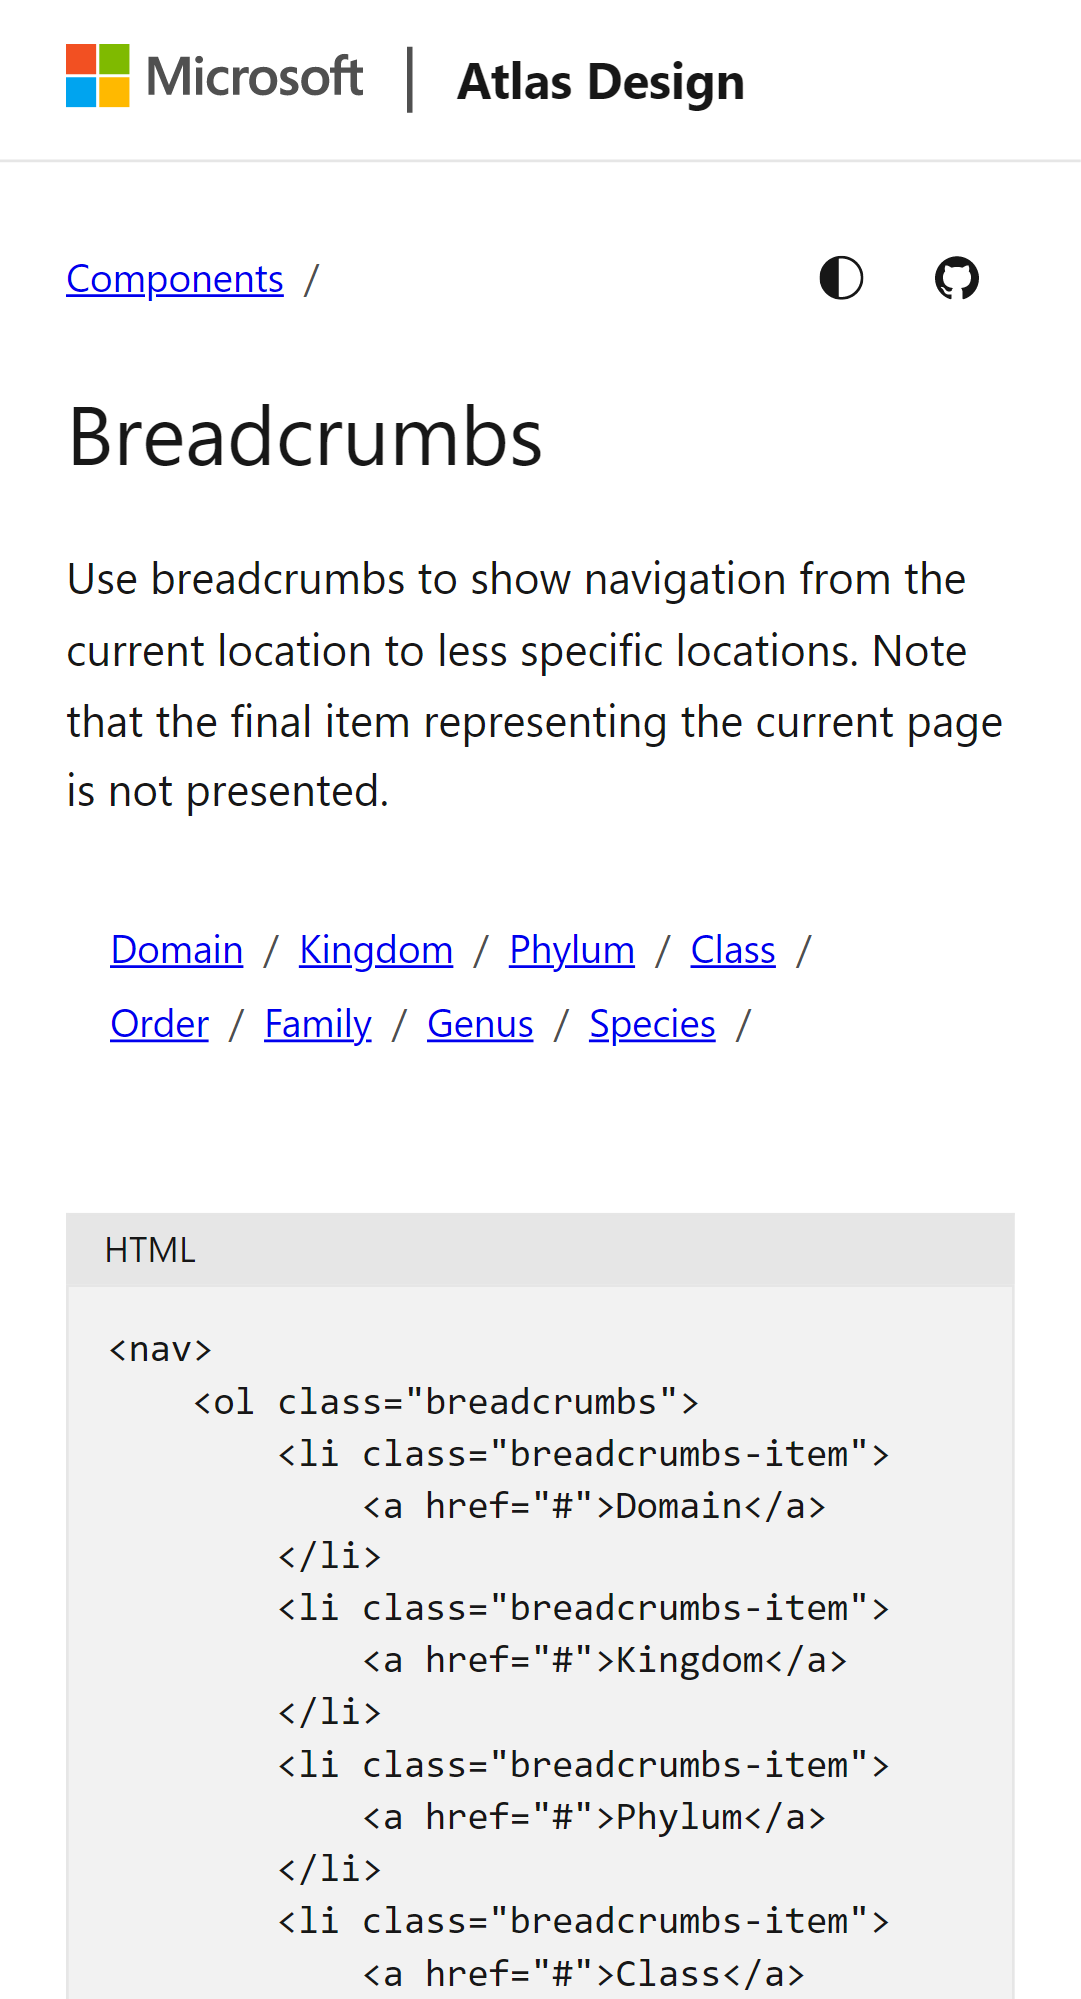 Microsoft | Atlas Design
Components /
Breadcrumbs
Use breadcrumbs to show navigation from the
current location to less specific locations. Note
that the final item representing the current page
is not presented.
Domain / Kingdom / Phylum / Class /
Order / Family / Genus / Species /
HTML
<nav>
    <ol class="breadcrumbs">
        <li class="breadcrumbs-item">
            <a href="#">Domain</a>
        </li>
        <li class="breadcrumbs-item">
            <a href="#">Kingdom</a>
        </li>
        <li class="breadcrumbs-item">
            <a href="#">Phylum</a>
        </li>
        <li class="breadcrumbs-item">
            <a href="#">Class</a>